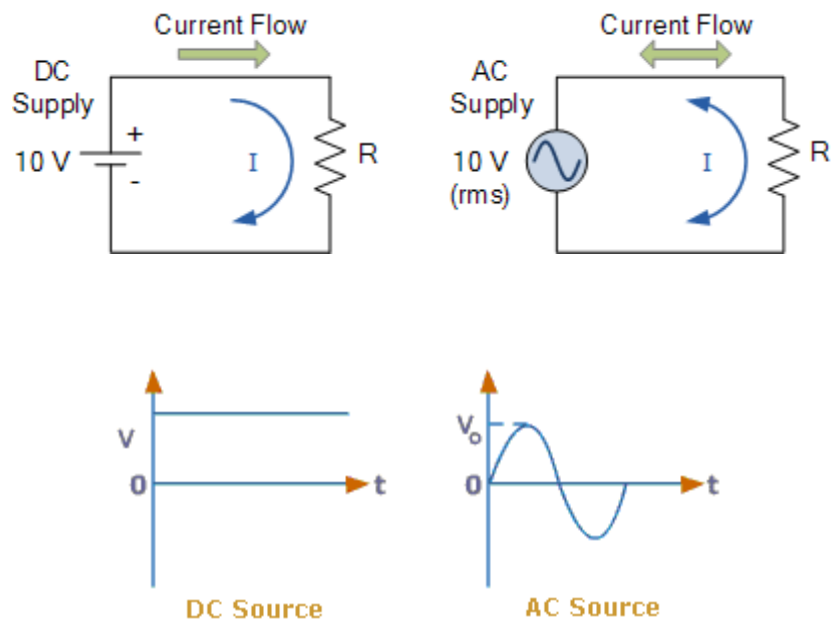 Current Flow
DC
Supply
10 V
+
-
I
R
Current Flow
AC
Supply
10 V
(rms)
I
R
V
0
t
DC Source
Vo
0
t
AC Source